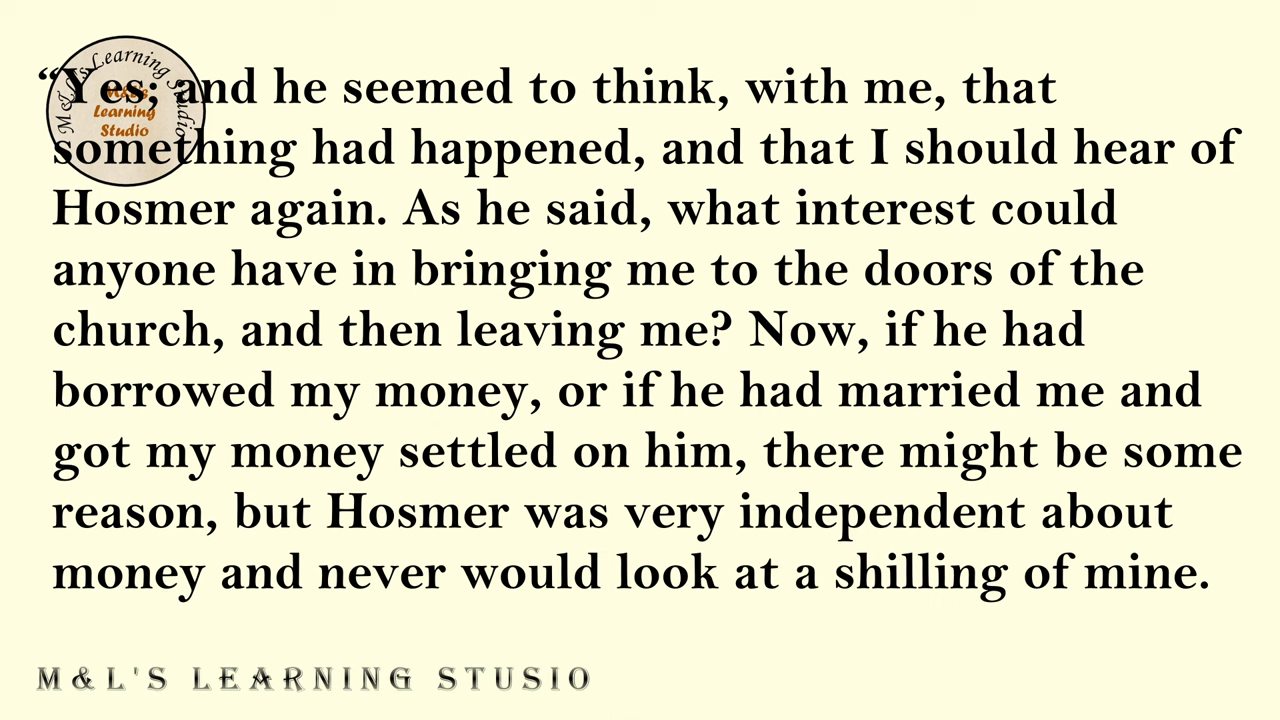 M&L's Learning Studio
M&L's
Learning
Studio
“Yes; and he seemed to think, with me, that
something had happened, and that I should hear of
Hosmer again. As he said, what interest could
anyone have in bringing me to the doors of the
church, and then leaving me? Now, if he had
borrowed my money, or if he had married me and
got my money settled on him, there might be some
reason, but Hosmer was very independent about
money and never would look at a shilling of mine.
M&L'S LEARNING STUSIO